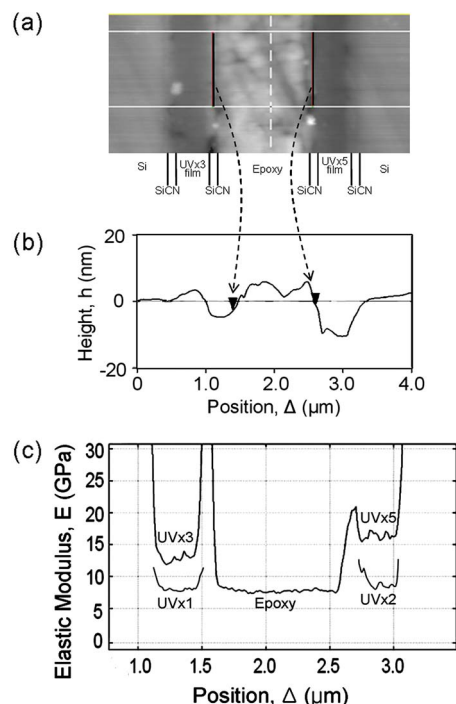 (a)
Si
UVx3
film
Epoxy
UVx5
film
Si
SiCN
SiCN
SiCN
SiCN
(b)
20
0
-20
Height, h (nm)
0
1.0
2.0
3.0
4.0
Position, Δ (μm)
(c)
30
25
20
15
10
5
0
Elastic Modulus, E (GPa)
UVx3
UVx5
UVx1
Epoxy
UVx2
1.0
1.5
2.0
2.5
3.0
Position, Δ (μm)